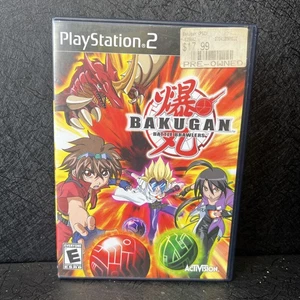 PlayStation 2
$17.99
PRE-OWNED
爆
BAKUGAN
BATTLE BRAWLERS
丸
E
ACTIVISION